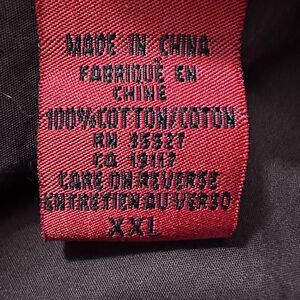 MADE IN CHINA
FABRIQUÉ EN
CHINE
100% COTTON/COTON
RN 35527
CA 19117
CARE ON REVERSE
ENTRETIEN AU VERSO
XXL